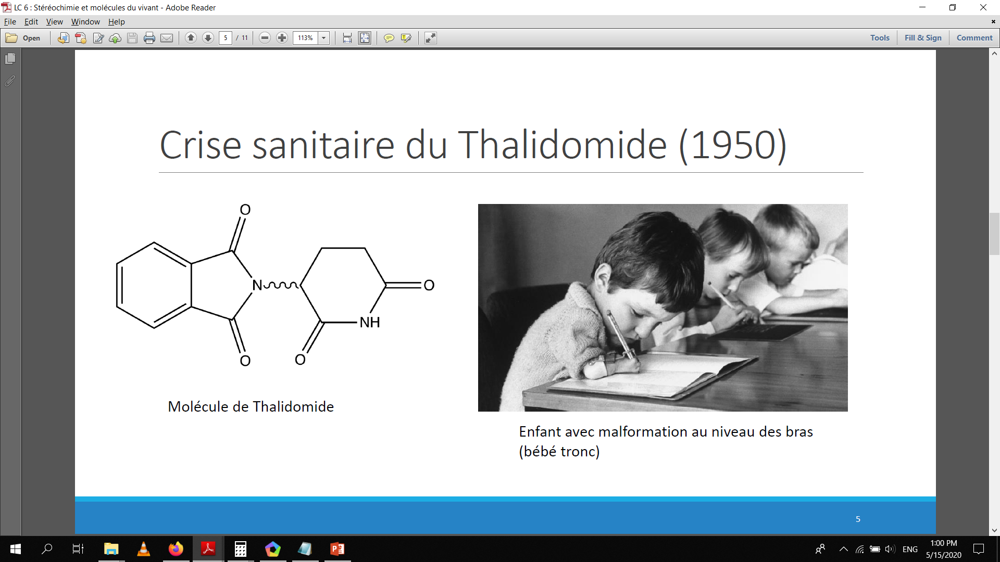 LC 6 : Stéréochimie et molécules du vivant - Adobe Reader
File Edit View Window Help
Open 5 / 11 113% Tools Fill & Sign Comment
Crise sanitaire du Thalidomide (1950)
O
N O
NH
O O
Molécule de Thalidomide
Enfant avec malformation au niveau des bras
(bébé tronc)
5
ENG 1:00 PM
5/15/2020